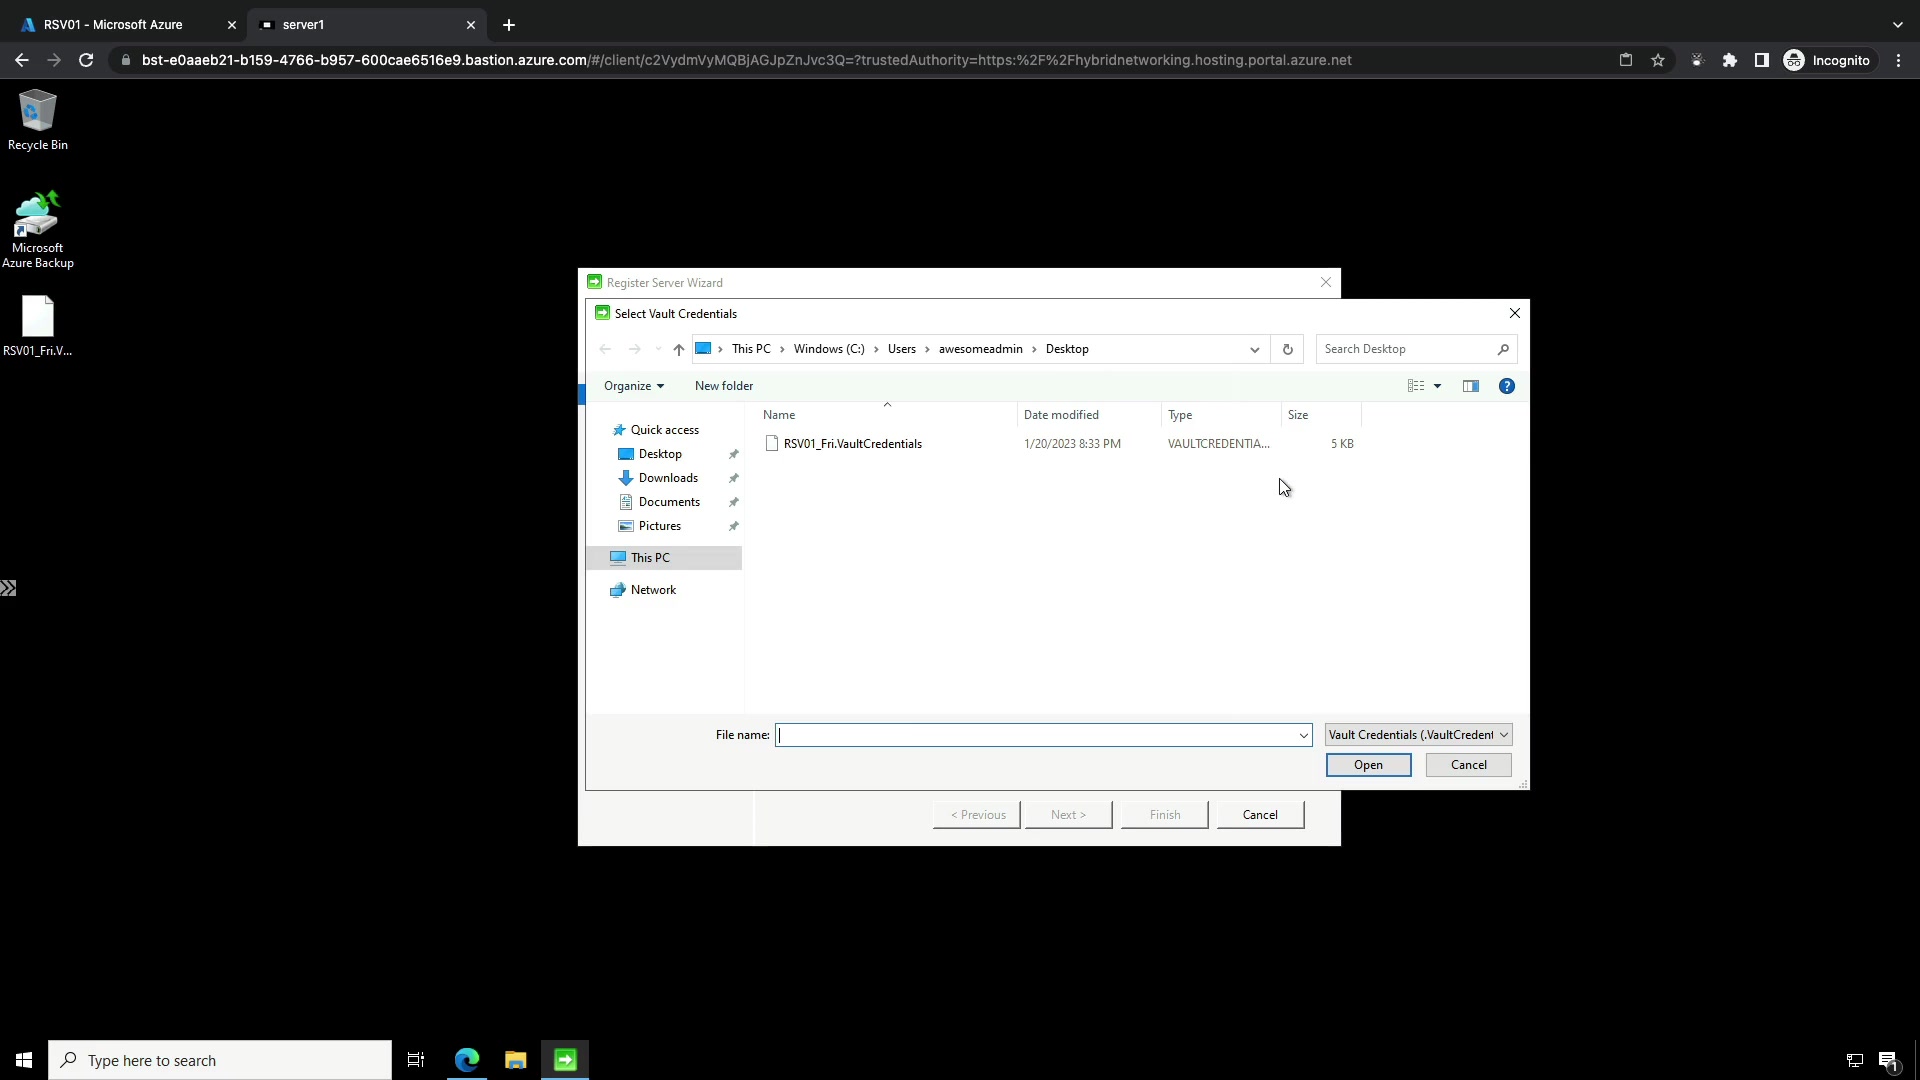 RSV01 - Microsoft Azure
server1
bst-e0aaeb21-b159-4766-b957-600cae6516e9.bastion.azure.com/#/client/c2VydmVyMQBjAGJpZnJvc3Q=?trustedAuthority=https:%2F%2Fhybridnetworking.hosting.portal.azure.net
Incognito
Recycle Bin
Microsoft
Azure Backup
RSV01_Fri.V...
Register Server Wizard
Select Vault Credentials
This PC > Windows (C:) > Users > awesomeadmin > Desktop
Search Desktop
Organize
New folder
Name
Date modified
Type
Size
RSV01_Fri.VaultCredentials
1/20/2023 8:33 PM
VAULTCREDENTIA...
5 KB
Quick access
Desktop
Downloads
Documents
Pictures
This PC
Network
File name:
Vault Credentials (.VaultCredent
Open
Cancel
< Previous
Next >
Finish
Cancel
Type here to search
1